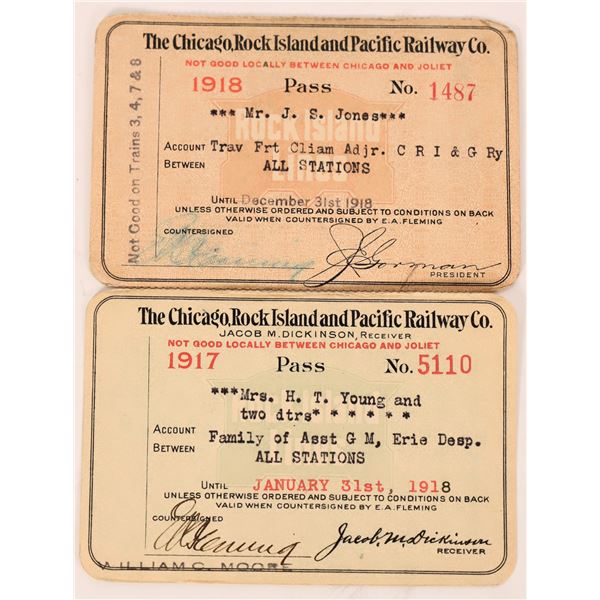 The Chicago, Rock Island and Pacific Railway Co.
NOT GOOD LOCALLY BETWEEN CHICAGO AND JOLIET
1918 Pass No. 1487
*** Mr. J. S. Jones***
Rock Island
ACCOUNT Trav Frt Cliam Adjr. C R I & G Ry
LINES
BETWEEN ALL STATIONS
UNTIL December 31st 1918
UNLESS OTHERWISE ORDERED AND SUBJECT TO CONDITIONS ON BACK
VALID WHEN COUNTERSIGNED BY E.A. FLEMING
COUNTERSIGNED
E A Fleming J E Gorman
PRESIDENT
Not Good on Trains 3, 4, 7 & 8
The Chicago, Rock Island and Pacific Railway Co.
JACOB M. DICKINSON, RECEIVER
NOT GOOD LOCALLY BETWEEN CHICAGO AND JOLIET
1917 Pass No. 5110
***Mrs. H. T. Young and
two dtrs* * * * * *
ACCOUNT Family of Asst G M, Erie Desp.
BETWEEN
ALL STATIONS
UNTIL JANUARY 31st, 1918
UNLESS OTHERWISE ORDERED AND SUBJECT TO CONDITIONS ON BACK
VALID WHEN COUNTERSIGNED BY E.A. FLEMING
COUNTERSIGNED
E A Fleming Jacob M. Dickinson
RECEIVER
WILLIAM C. MOORE